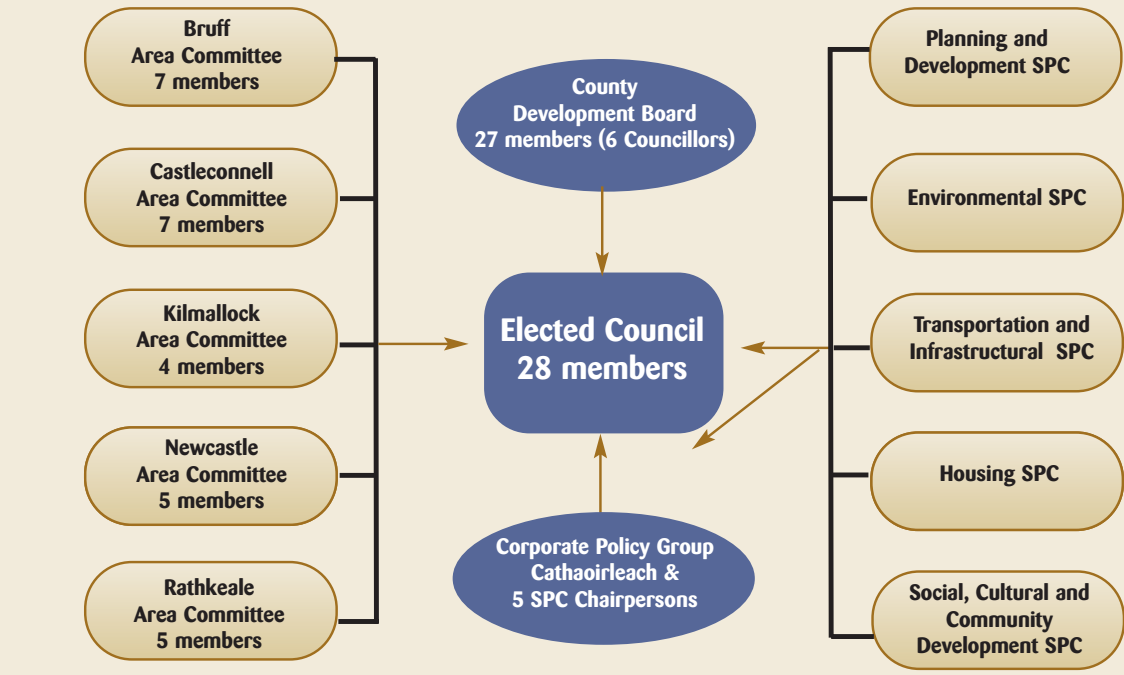 Bruff
Area Committee
7 members
Castleconnell
Area Committee
7 members
Kilmallock
Area Committee
4 members
Newcastle
Area Committee
5 members
Rathkeale
Area Committee
5 members
County
Development Board
27 members (6 Councillors)
Elected Council
28 members
Corporate Policy Group
Cathaoirleach &
5 SPC Chairpersons
Planning and
Development SPC
Environmental SPC
Transportation and
Infrastructural SPC
Housing SPC
Social, Cultural and
Community
Development SPC